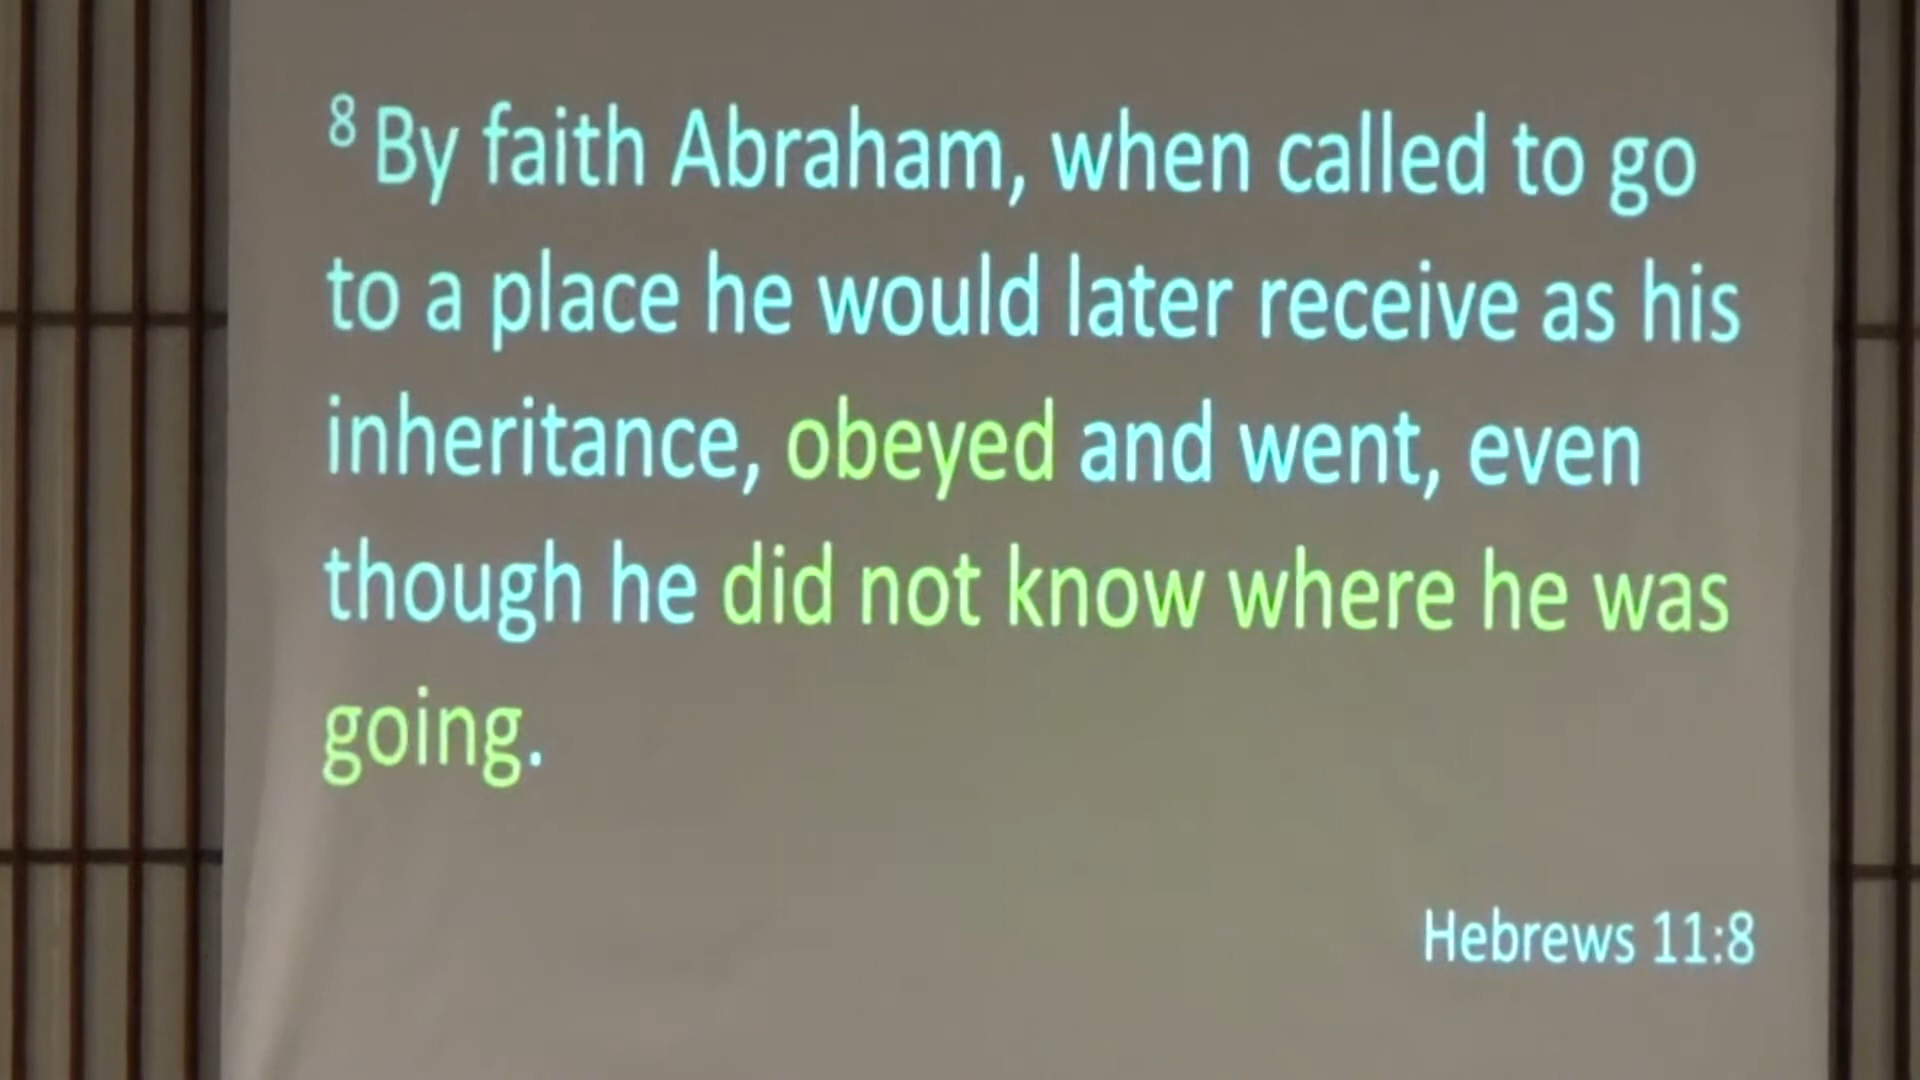 8 By faith Abraham, when called to go
to a place he would later receive as his
inheritance, obeyed and went, even
though he did not know where he was
going.
Hebrews 11:8